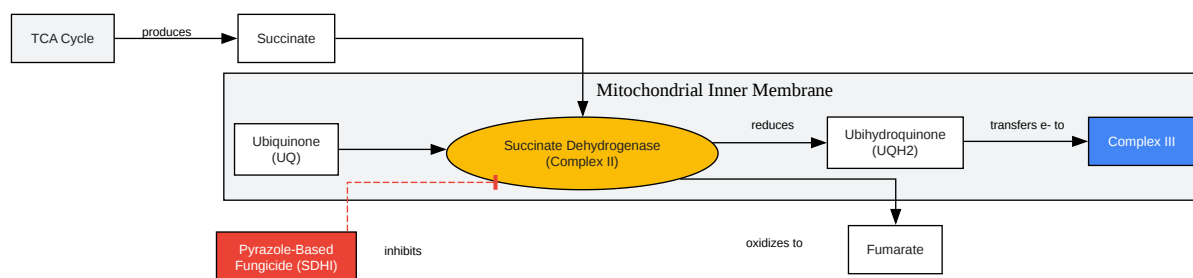 TCA Cycle
produces
Succinate
Mitochondrial Inner Membrane
Ubiquinone
(UQ)
Succinate Dehydrogenase
(Complex II)
reduces
Ubihydroquinone
(UQH2)
transfers e- to
Complex III
Pyrazole-Based
Fungicide (SDHI)
inhibits
oxidizes to
Fumarate